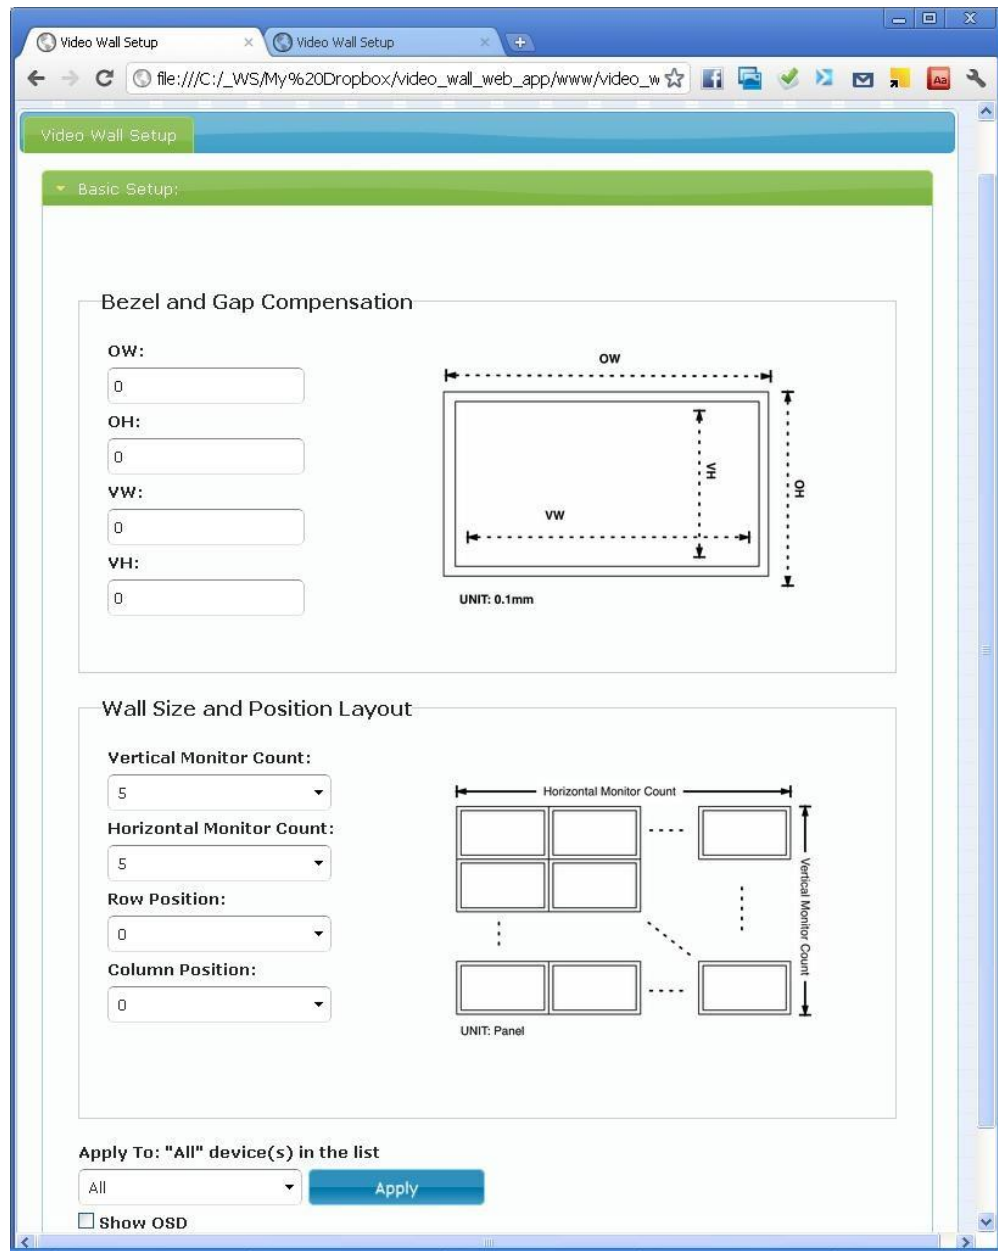 Video Wall Setup
Video Wall Setup
file:///C:/_WS/My%20Dropbox/video_wall_web_app/www/video_w
Aa
Video Wall Setup
Basic Setup:
Bezel and Gap Compensation
OW:
0
OH:
0
VW:
0
VH:
0
OW
VH
OH
VW
UNIT: 0.1mm
Wall Size and Position Layout
Vertical Monitor Count:
5
Horizontal Monitor Count:
5
Row Position:
0
Column Position:
0
Horizontal Monitor Count
Vertical Monitor Count
UNIT: Panel
Apply To: "All" device(s) in the list
All
Apply
Show OSD